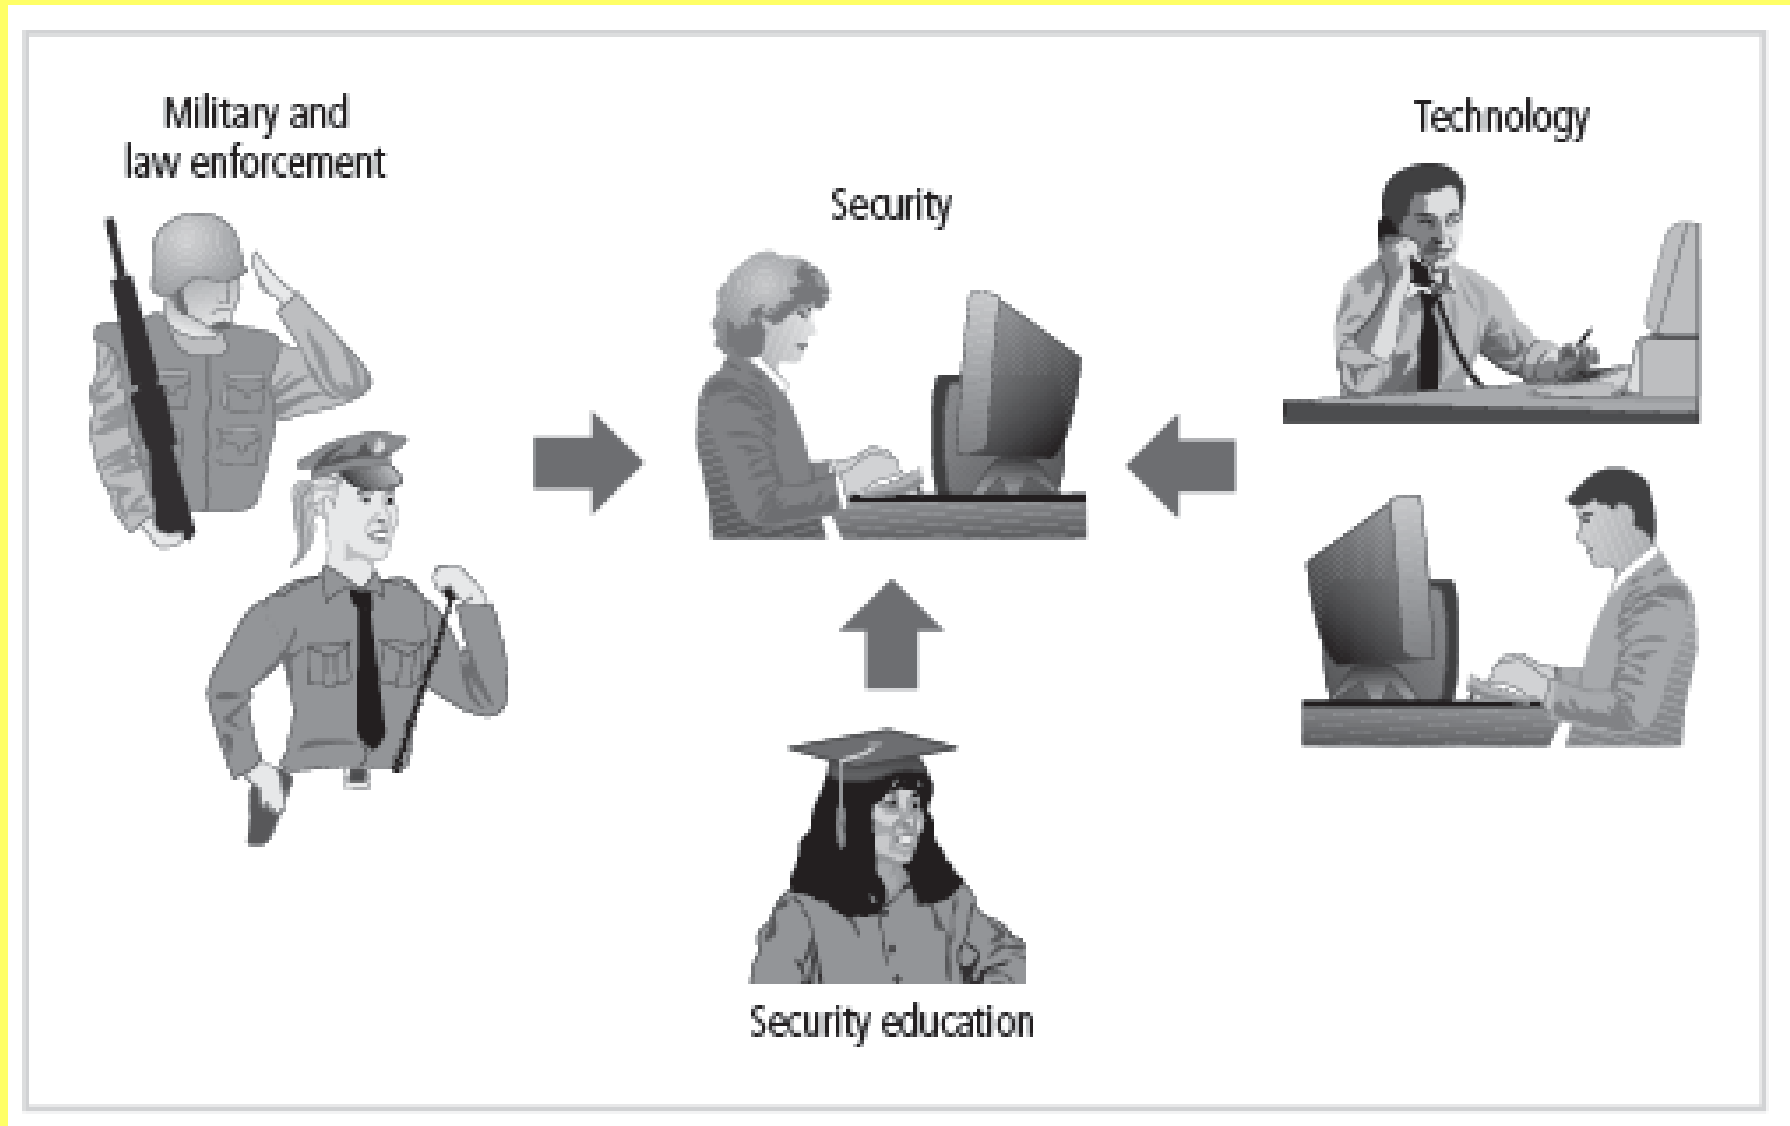 Military and
law enforcement
Security
Technology
Security education